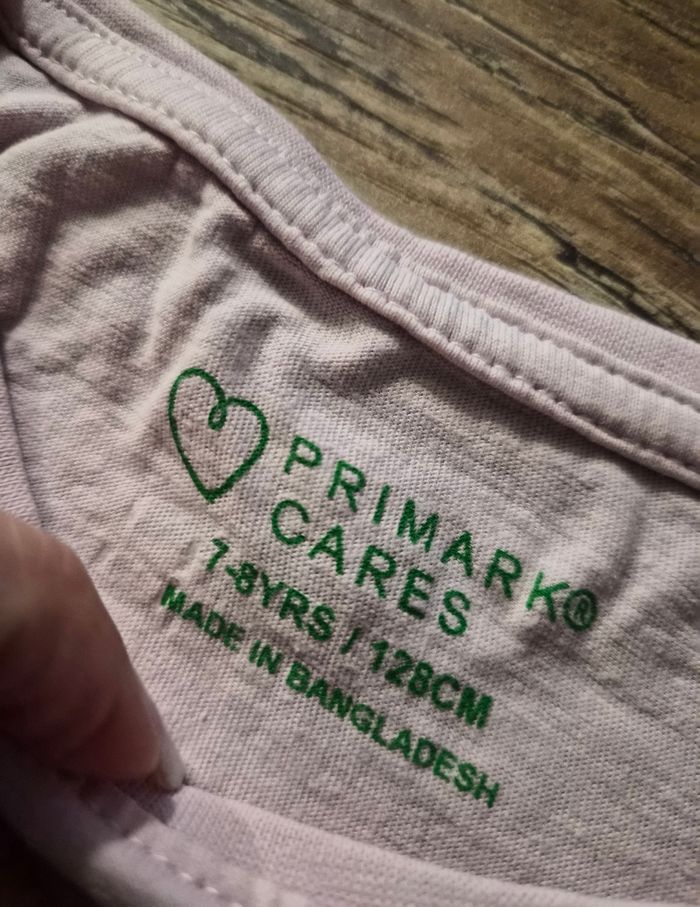 PRIMARK®
CARES
7-8YRS / 128CM
MADE IN BANGLADESH